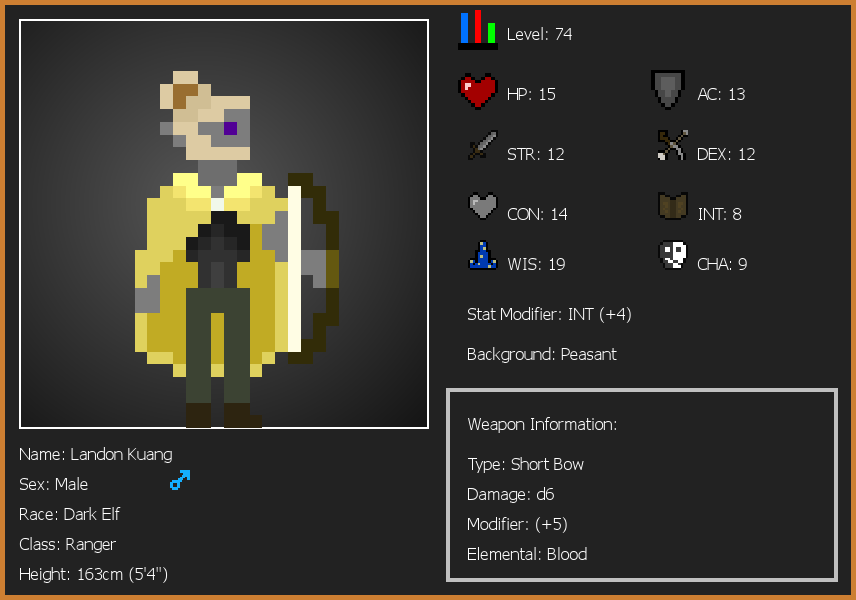 Level: 74
HP: 15
AC: 13
STR: 12
DEX: 12
CON: 14
INT: 8
WIS: 19
CHA: 9
Stat Modifier: INT (+4)
Background: Peasant
Weapon Information:
Type: Short Bow
Damage: d6
Modifier: (+5)
Elemental: Blood
Name: Landon Kuang
Sex: Male
Race: Dark Elf
Class: Ranger
Height: 163cm (5'4")